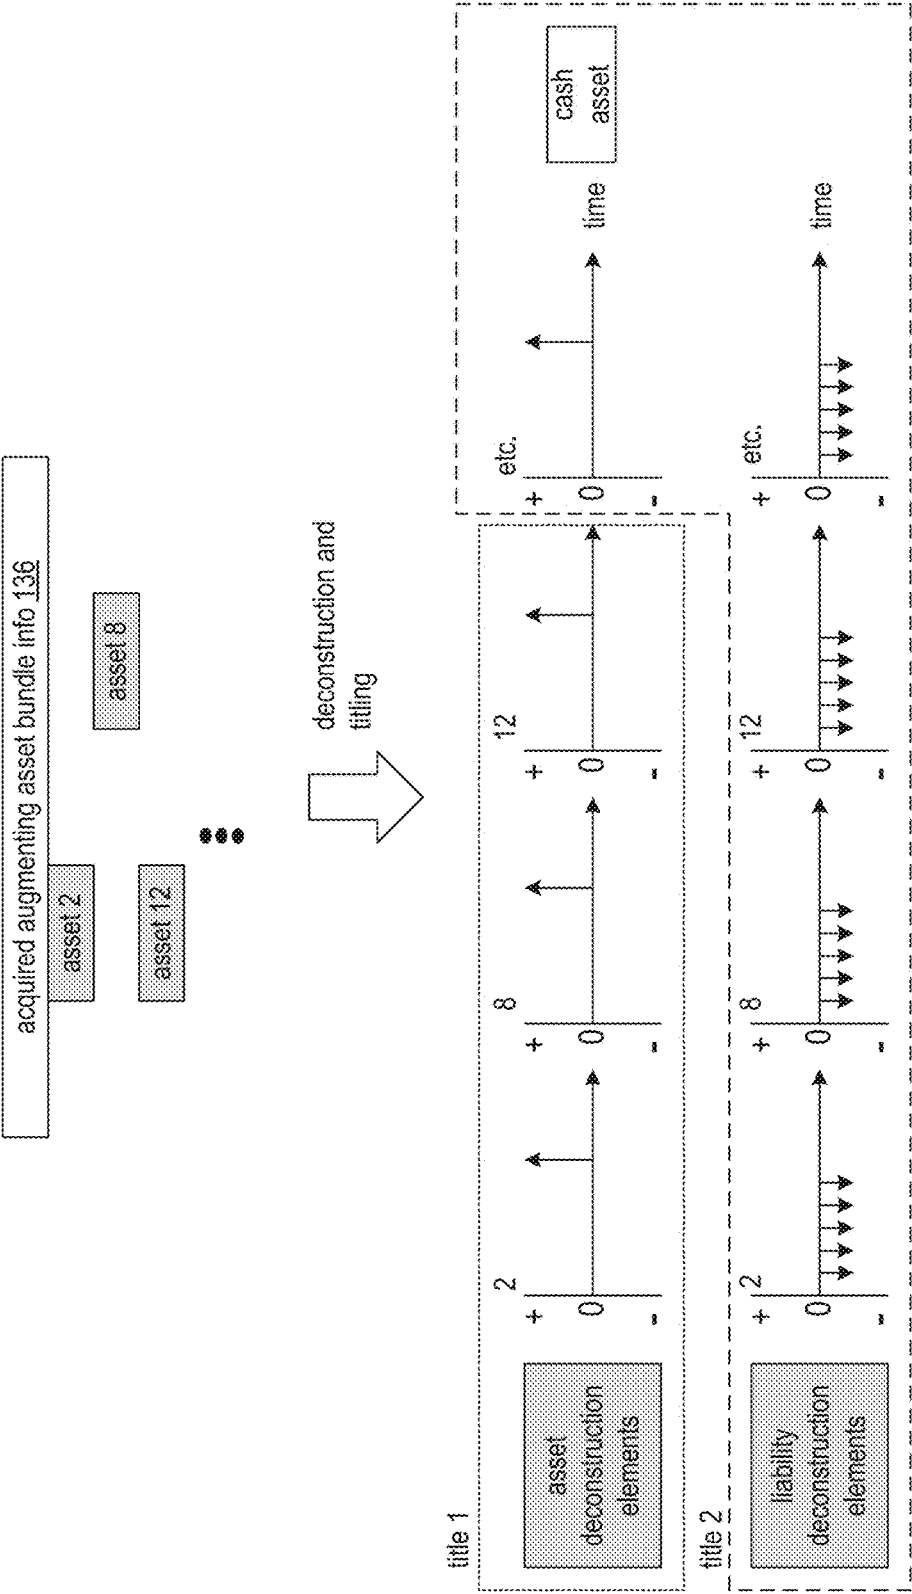 acquired augmenting asset bundle info 136
asset 2
asset 8
asset 12
deconstruction and
titling
title 1
asset
deconstruction
elements
2
+
0
-
8
+
0
-
12
+
0
-
etc.
+
0
-
time
cash
asset
title 2
liability
deconstruction
elements
2
+
0
-
8
+
0
-
12
+
0
-
etc.
+
0
-
time